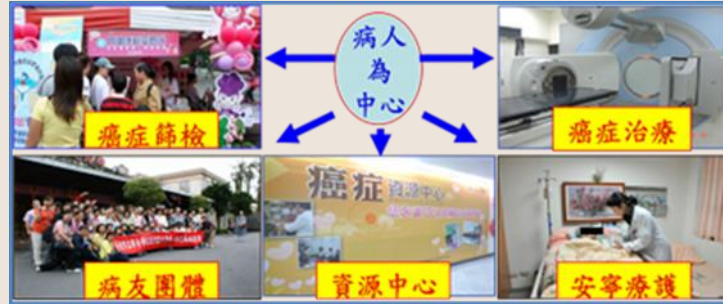 病人
為
中心
癌症篩檢
癌症治療
癌症資源中心
病友團體
資源中心
安寧療護